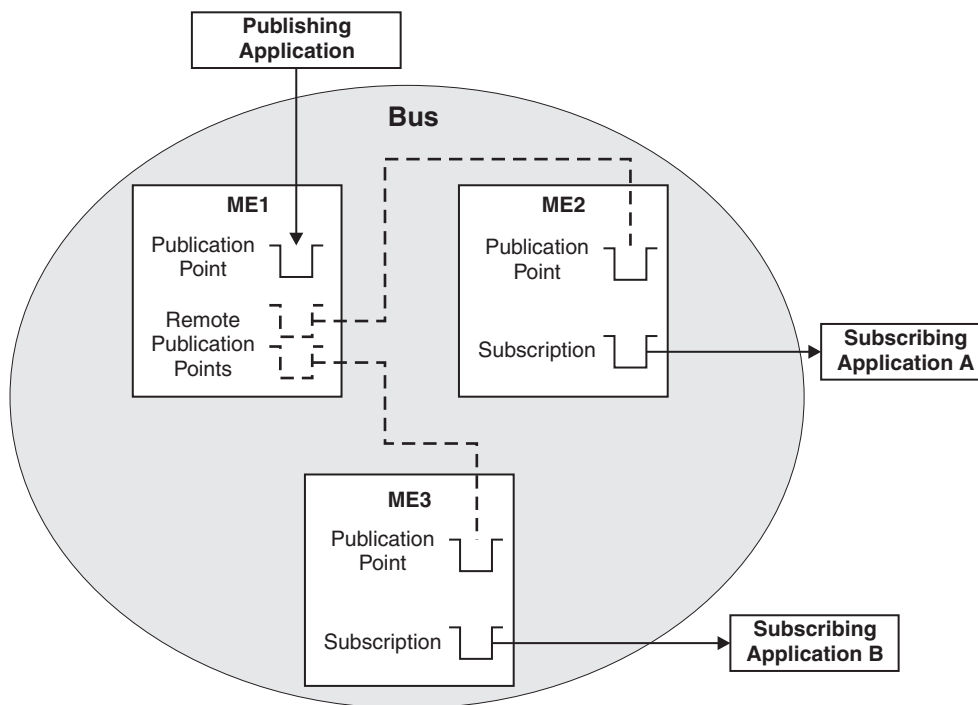 Publishing
Application
Bus
ME1
Publication
Point
Remote
Publication
Points
ME2
Publication
Point
Subscription
Subscribing
Application A
ME3
Publication
Point
Subscription
Subscribing
Application B